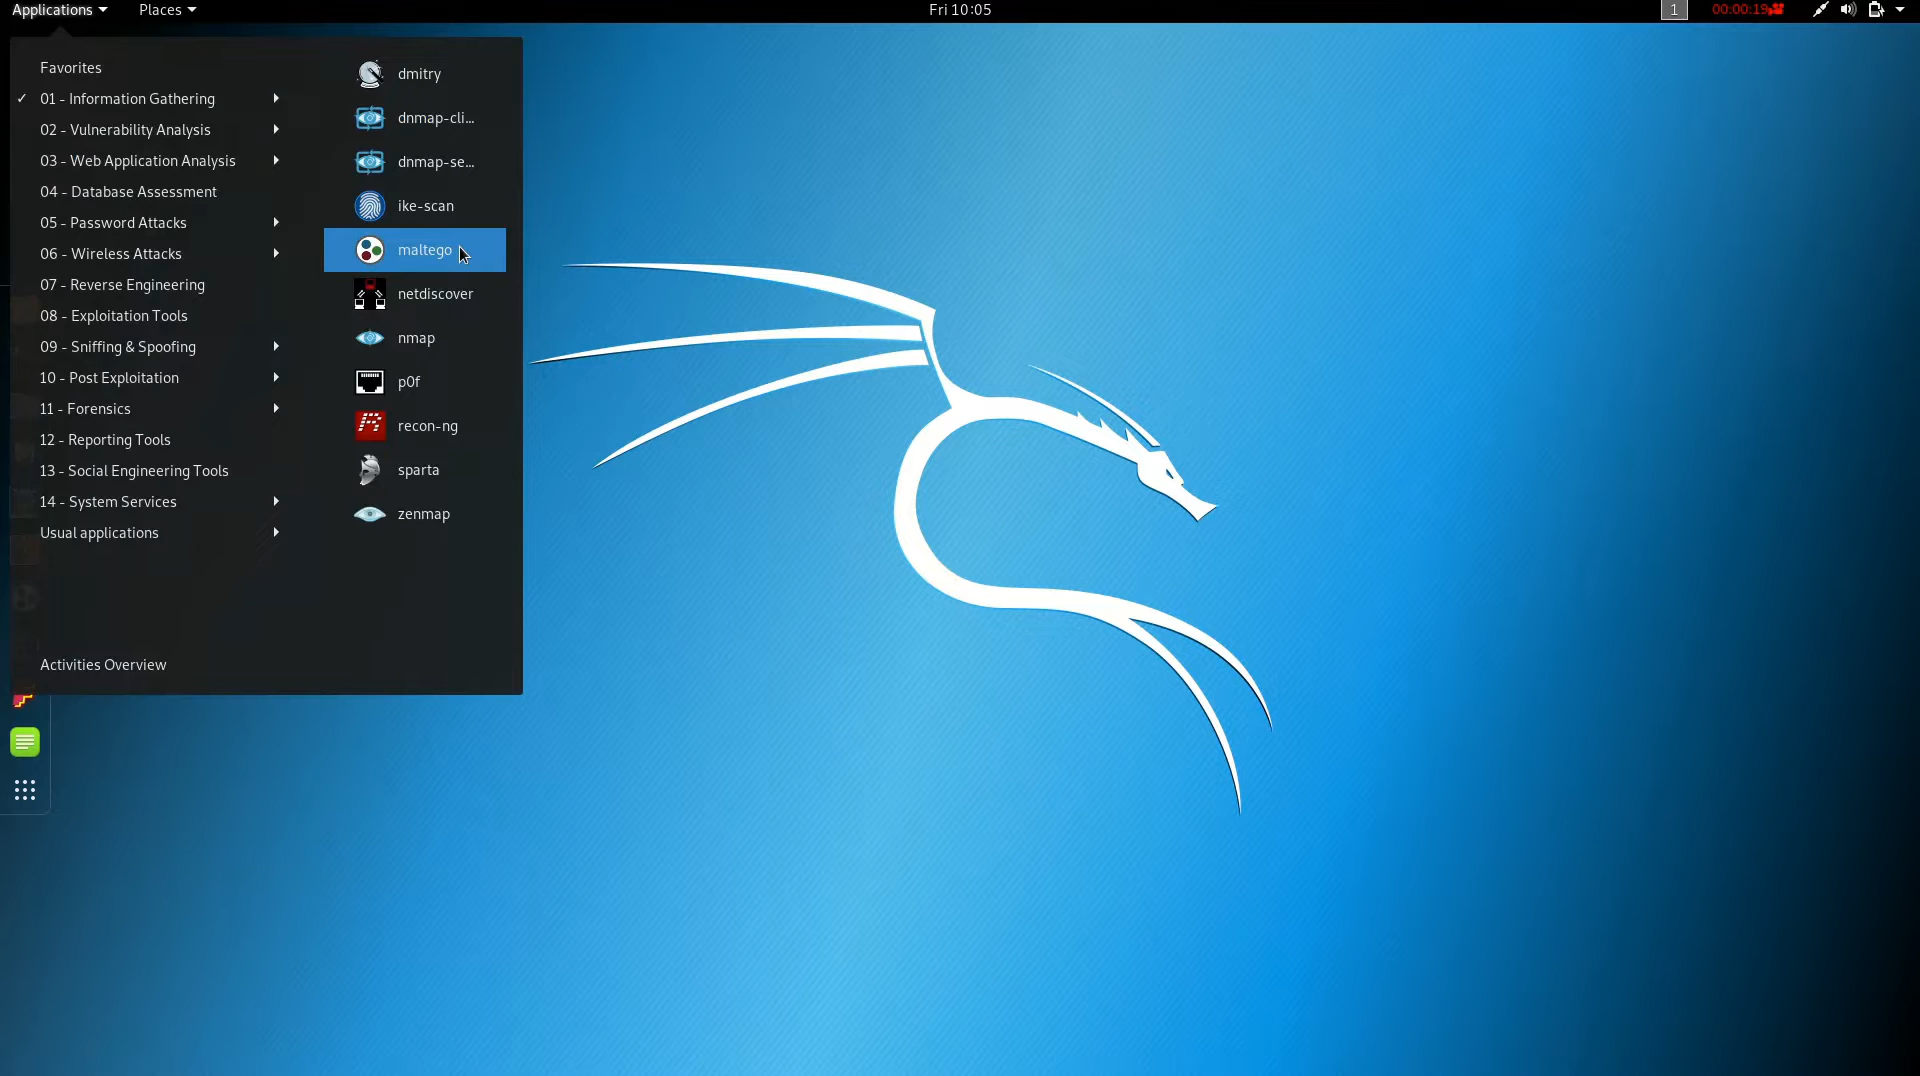 Applications Places Fri 10:05 1 00:00:19
Favorites
01 - Information Gathering
02 - Vulnerability Analysis
03 - Web Application Analysis
04 - Database Assessment
05 - Password Attacks
06 - Wireless Attacks
07 - Reverse Engineering
08 - Exploitation Tools
09 - Sniffing & Spoofing
10 - Post Exploitation
11 - Forensics
12 - Reporting Tools
13 - Social Engineering Tools
14 - System Services
Usual applications
Activities Overview
dmitry
dnmap-cli...
dnmap-se...
ike-scan
maltego
netdiscover
nmap
p0f
recon-ng
sparta
zenmap